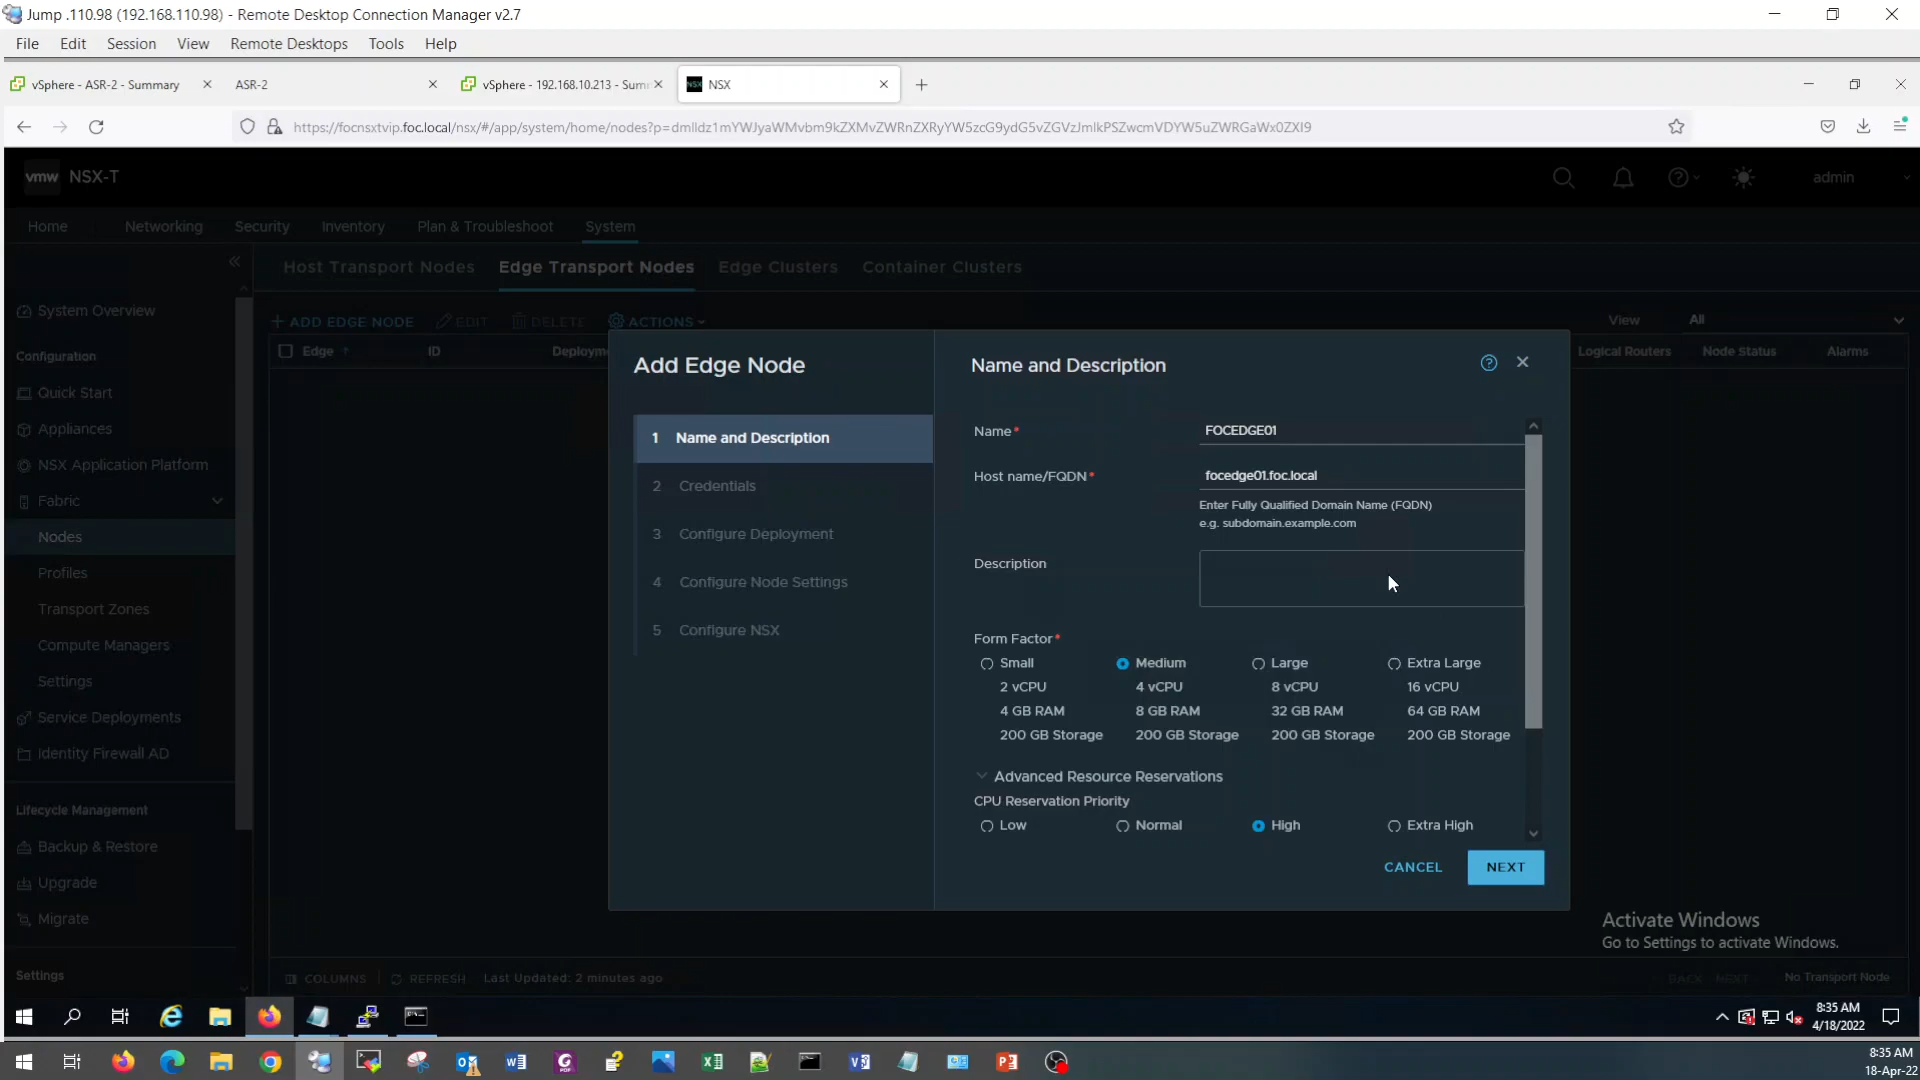 Jump .110.98 (192.168.110.98) - Remote Desktop Connection Manager v2.7
File Edit Session View Remote Desktops Tools Help
vSphere - ASR-2 - Summary
ASR-2
vSphere - 192.168.10.213 - Sum
NSX
https://focnsxtvip.foc.local/nsx/#/app/system/home/nodes?p=
vmw NSX-T
admin
Home Networking Security Inventory Plan & Troubleshoot System
Host Transport Nodes Edge Transport Nodes Edge Clusters Container Clusters
System Overview
Configuration
Quick Start
Appliances
NSX Application Platform
Fabric
Nodes
Profiles
Transport Zones
Compute Managers
Settings
Service Deployments
Identity Firewall AD
Lifecycle Management
Backup & Restore
Upgrade
Migrate
Settings
+ ADD EDGE NODE EDIT DELETE ACTIONS
View All
Edge ID Deploym Logical Routers Node Status Alarms
Add Edge Node
1 Name and Description
2 Credentials
3 Configure Deployment
4 Configure Node Settings
5 Configure NSX
Name and Description
Name* FOCEDGE01
Host name/FQDN* focedge01.foc.local
Enter Fully Qualified Domain Name (FQDN)
e.g. subdomain.example.com
Description
Form Factor*
Small Medium Large Extra Large
2 vCPU 4 vCPU 8 vCPU 16 vCPU
4 GB RAM 8 GB RAM 32 GB RAM 64 GB RAM
200 GB Storage 200 GB Storage 200 GB Storage 200 GB Storage
Advanced Resource Reservations
CPU Reservation Priority
Low Normal High Extra High
CANCEL NEXT
Activate Windows
Go to Settings to activate Windows.
COLUMNS REFRESH Last Updated: 2 minutes ago BACK NEXT No Transport Node
8:35 AM
4/18/2022
8:35 AM
18-Apr-22